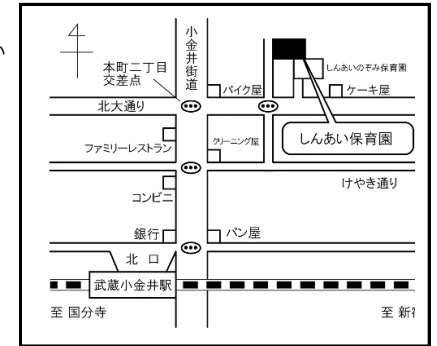 い
小金井街道
本町二丁目
交差点
しんあいのぞみ保育園
バイク屋
ケーキ屋
北大通り
ファミリーレストラン
クリーニング屋
しんあい保育園
けやき通り
コンビニ
銀行
パン屋
北 口
武蔵小金井駅
至 国分寺
至 新